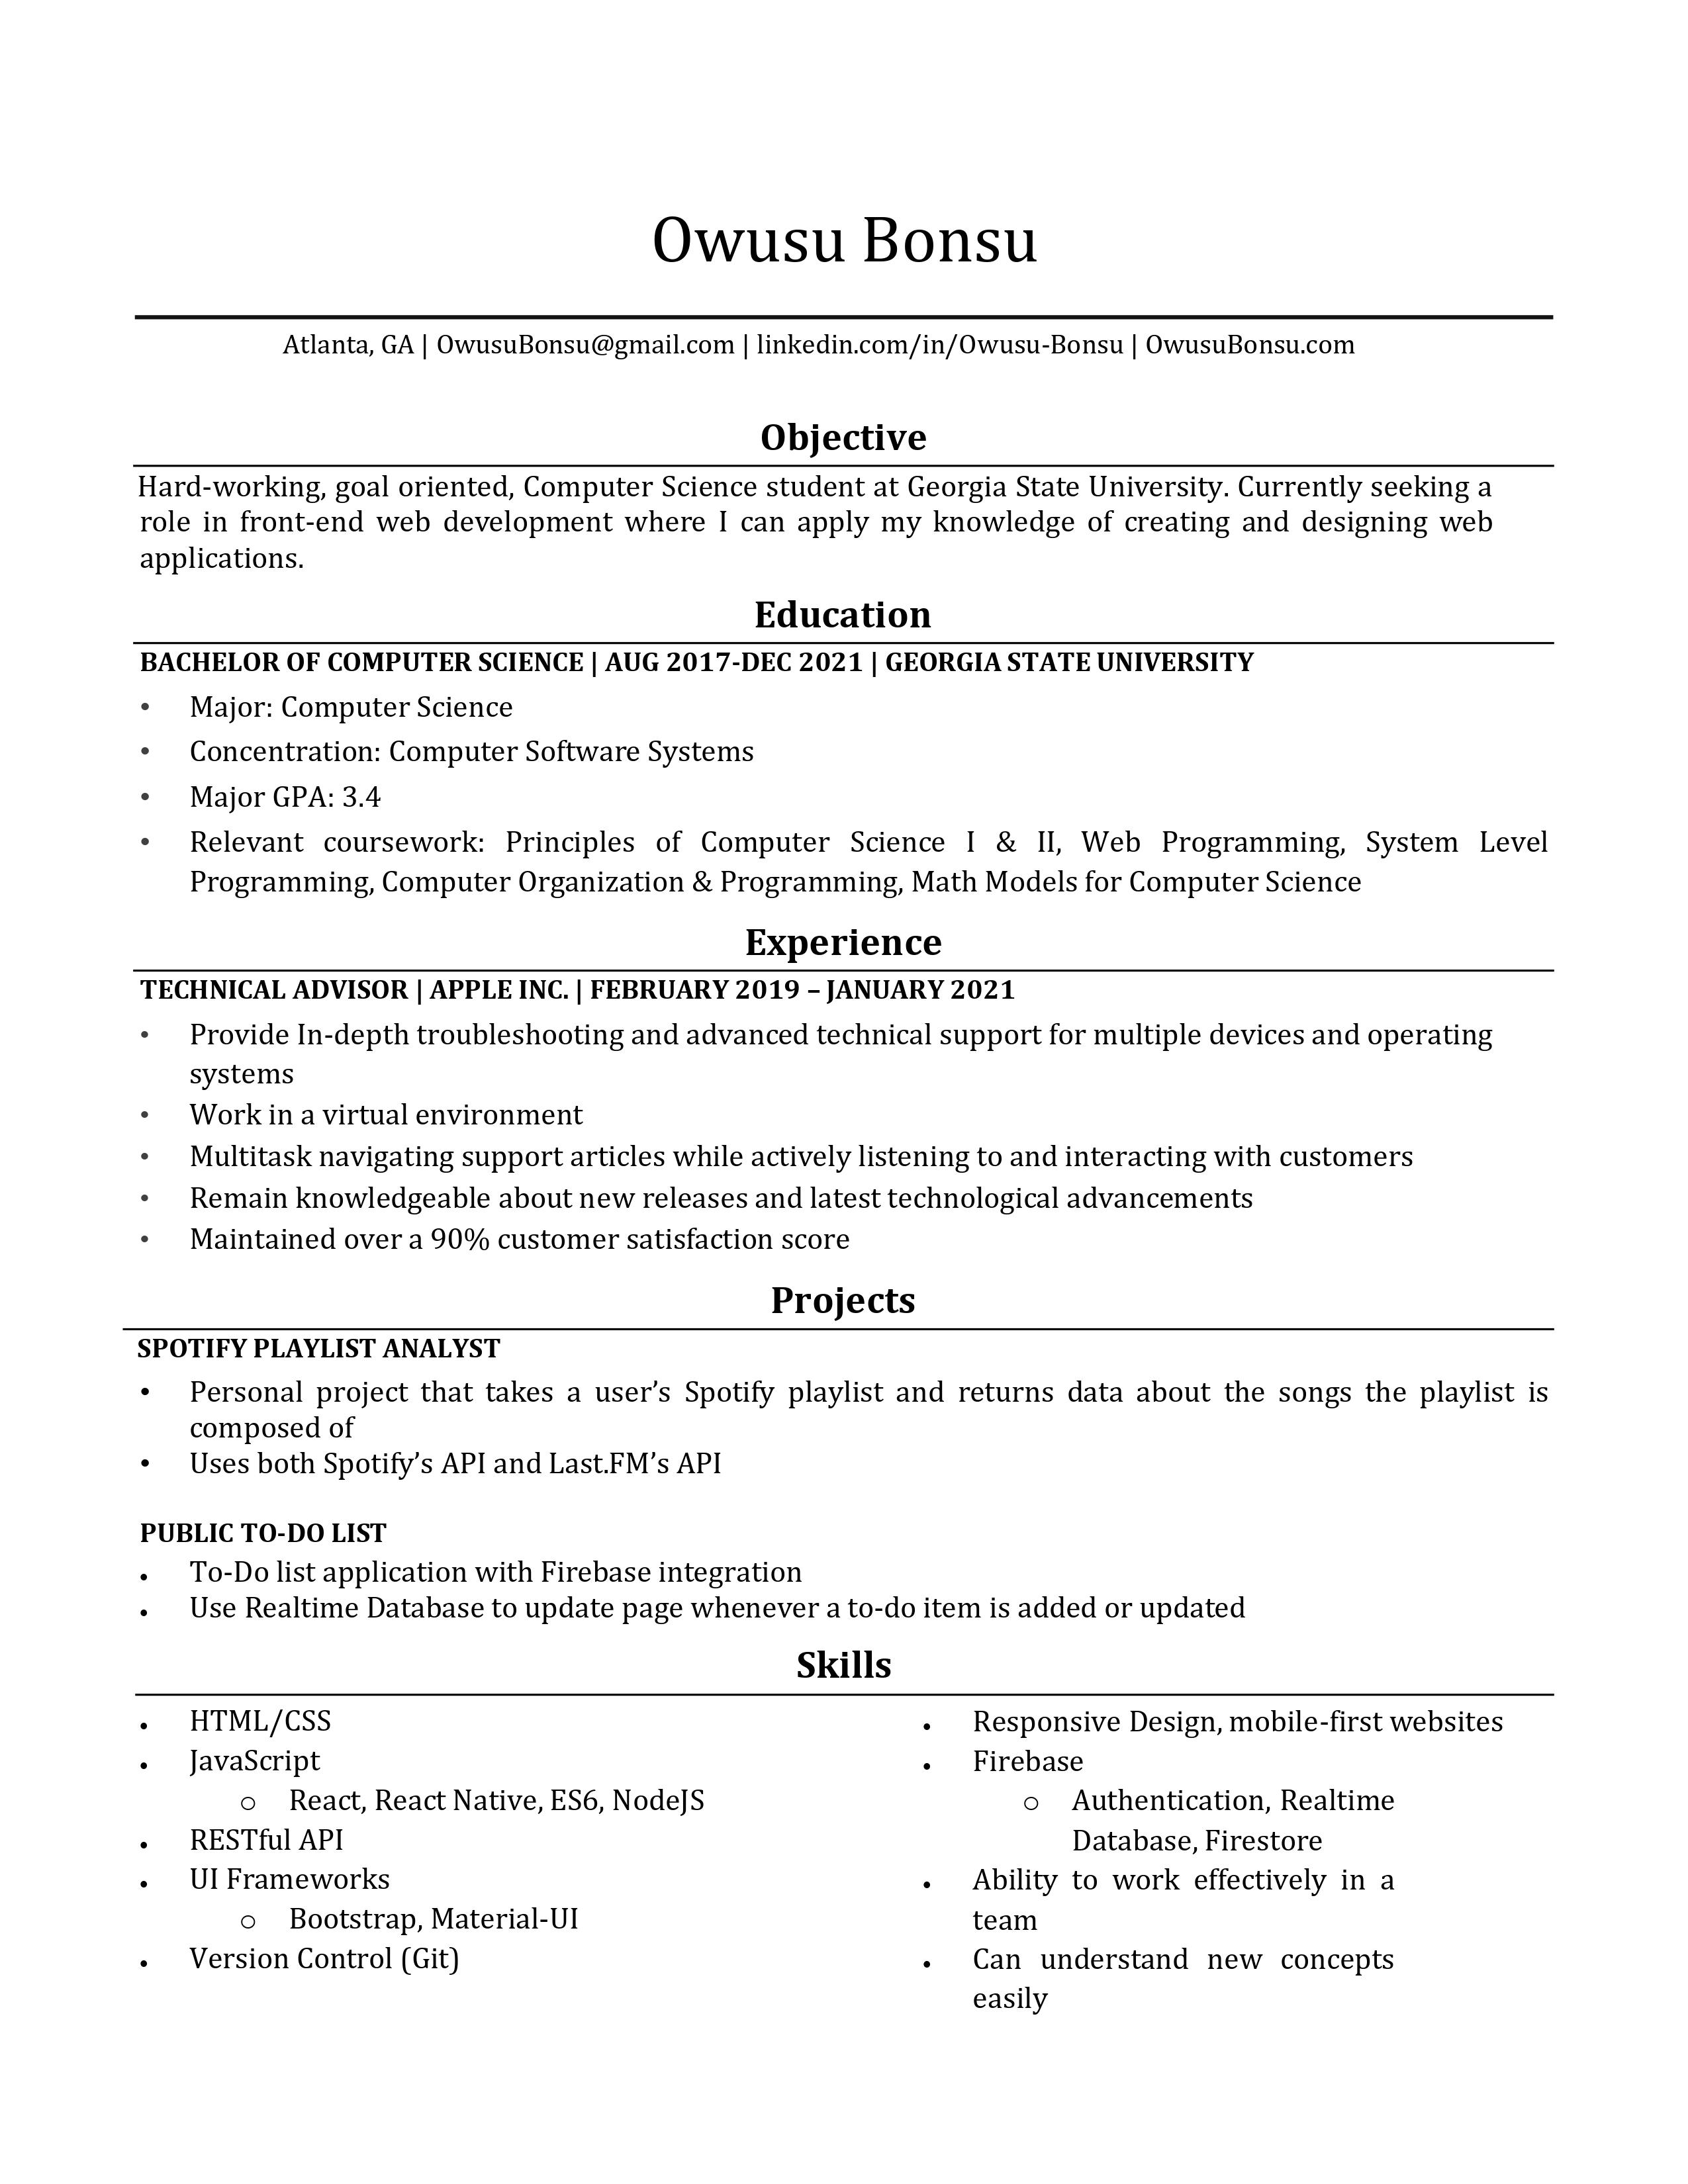 Owusu Bonsu
Atlanta, GA | OwusuBonsu@gmail.com | linkedin.com/in/Owusu-Bonsu | OwusuBonsu.com
Objective
Hard-working, goal oriented, Computer Science student at Georgia State University. Currently seeking a
role in front-end web development where I can apply my knowledge of creating and designing web
applications.
Education
BACHELOR OF COMPUTER SCIENCE | AUG 2017-DEC 2021 | GEORGIA STATE UNIVERSITY
• Major: Computer Science
• Concentration: Computer Software Systems
• Major GPA: 3.4
• Relevant coursework: Principles of Computer Science I & II, Web Programming, System Level
Programming, Computer Organization & Programming, Math Models for Computer Science
Experience
TECHNICAL ADVISOR | APPLE INC. | FEBRUARY 2019 – JANUARY 2021
• Provide In-depth troubleshooting and advanced technical support for multiple devices and operating
systems
• Work in a virtual environment
• Multitask navigating support articles while actively listening to and interacting with customers
• Remain knowledgeable about new releases and latest technological advancements
• Maintained over a 90% customer satisfaction score
Projects
SPOTIFY PLAYLIST ANALYST
• Personal project that takes a user’s Spotify playlist and returns data about the songs the playlist is
composed of
• Uses both Spotify’s API and Last.FM’s API
PUBLIC TO-DO LIST
• To-Do list application with Firebase integration
• Use Realtime Database to update page whenever a to-do item is added or updated
Skills
• HTML/CSS
• JavaScript
o React, React Native, ES6, NodeJS
• RESTful API
• UI Frameworks
o Bootstrap, Material-UI
• Version Control (Git)
• Responsive Design, mobile-first websites
• Firebase
o Authentication, Realtime
Database, Firestore
• Ability to work effectively in a
team
• Can understand new concepts
easily